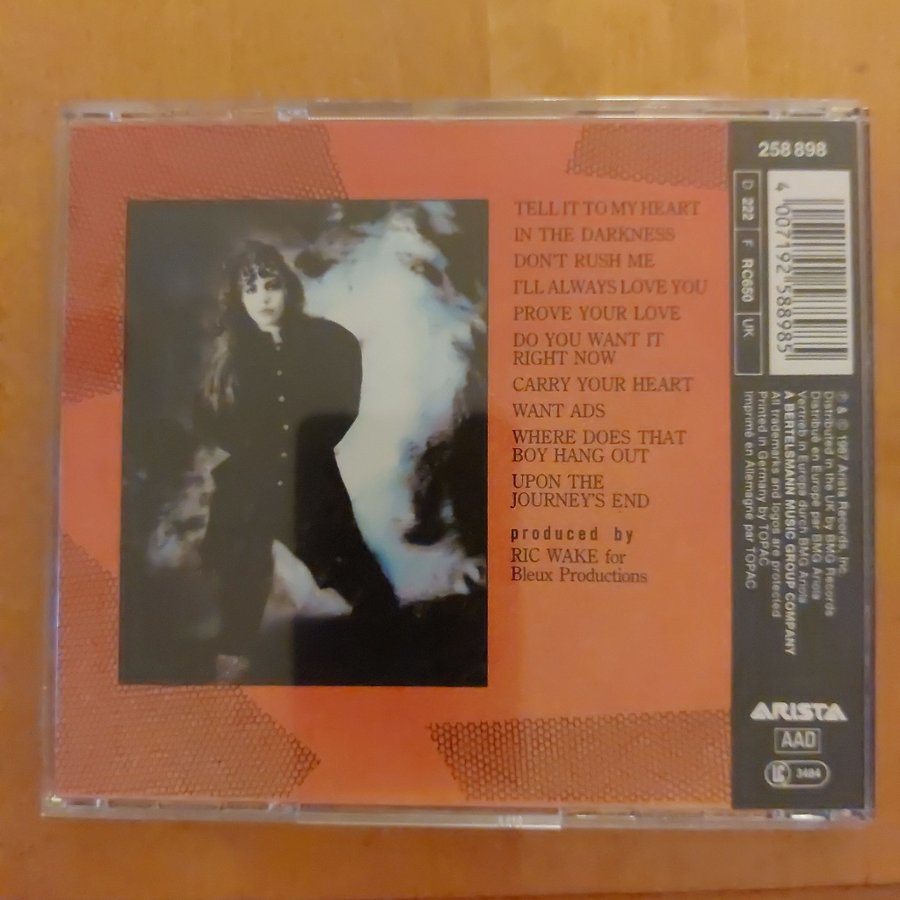 TELL IT TO MY HEART
IN THE DARKNESS
DON'T RUSH ME
I'LL ALWAYS LOVE YOU
PROVE YOUR LOVE
DO YOU WANT IT
RIGHT NOW
CARRY YOUR HEART
WANT ADS
WHERE DOES THAT
BOY HANG OUT
UPON THE
JOURNEY'S END
produced by
RIC WAKE for
Bleux Productions
258 898
D 222 F RC650 UK
4 007192 588985
℗ & © 1987 Arista Records, Inc.
Distributed in the UK by BMG Records
Distribué en Europe par BMG Ariola
Vertrieb in Europa durch BMG Ariola
A BERTELSMANN MUSIC GROUP COMPANY
All trademarks and logos are protected
Printed in Germany by TOPAC
Imprimé en Allemagne par TOPAC
ARISTA
AAD
LC 3484